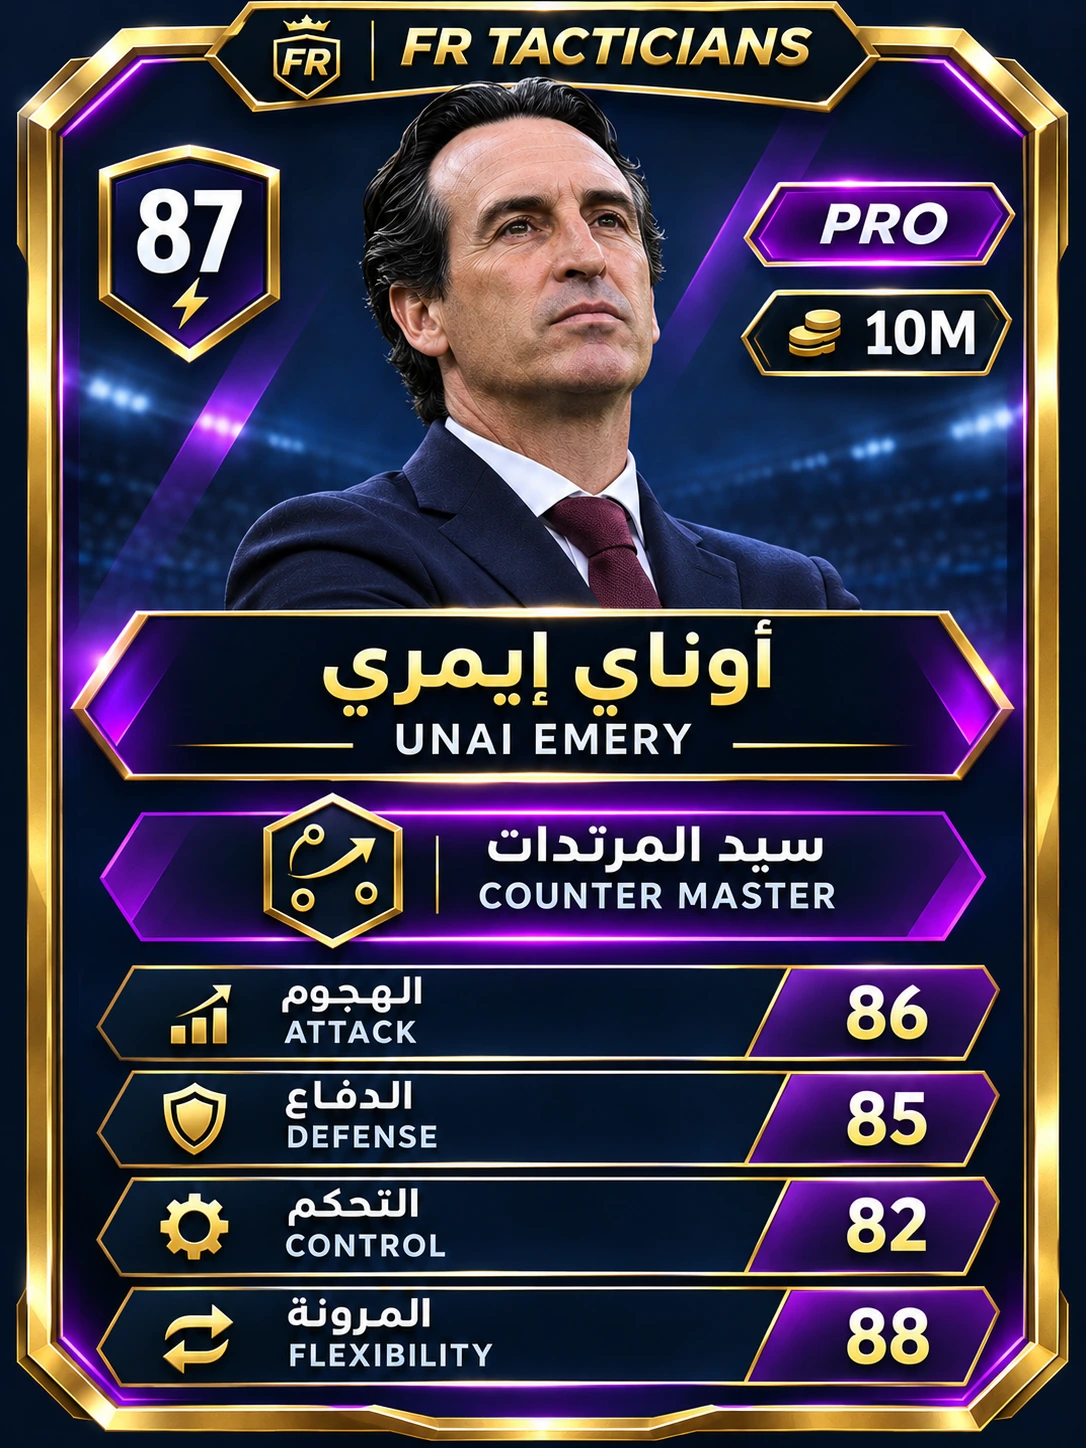 FR
FR TACTICIANS
87
PRO
10M
أوناي إيمري
UNAI EMERY
سيد المرتدات
COUNTER MASTER
الهجوم
ATTACK
86
الدفاع
DEFENSE
85
التحكم
CONTROL
82
المرونة
FLEXIBILITY
88